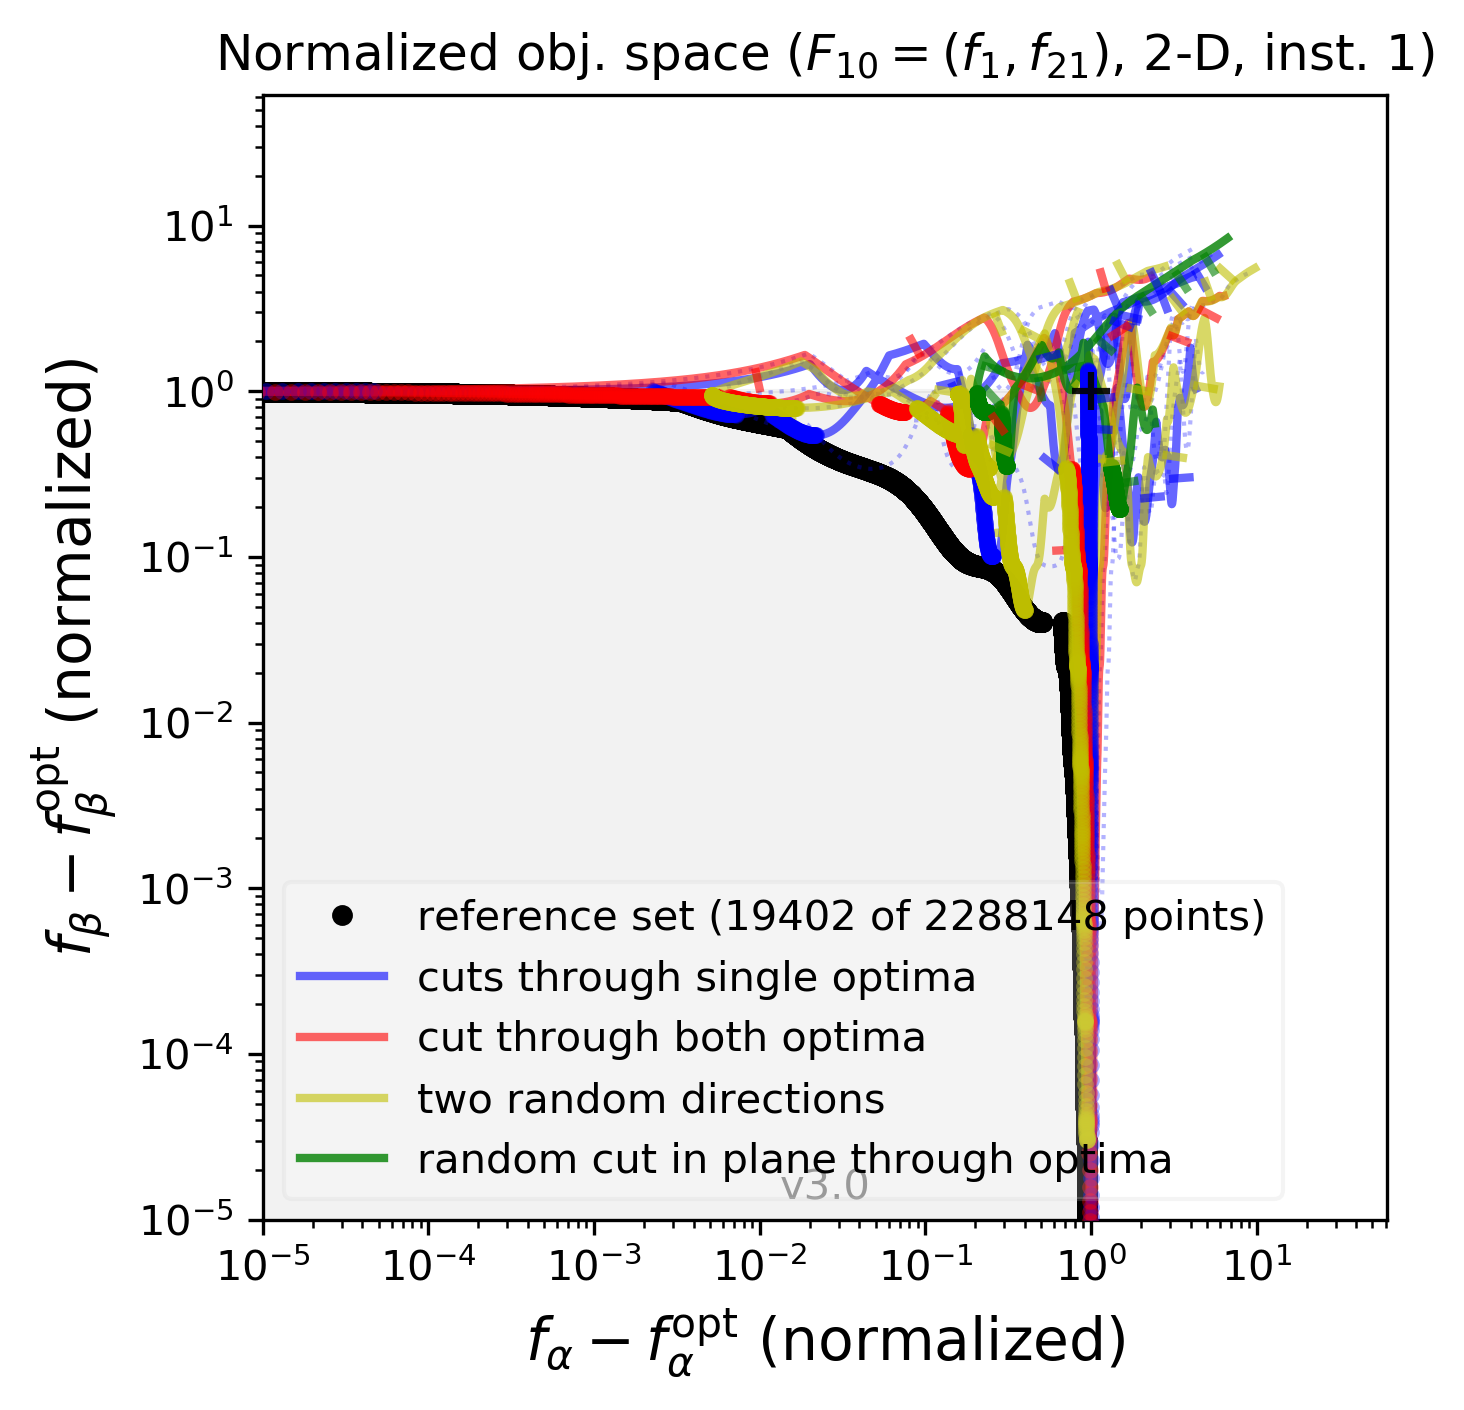 Normalized obj. space (F₁₀ = (f₁, f₂₁), 2-D, inst. 1)
f_β − f_β^opt (normalized)
10¹
10⁰
10⁻¹
10⁻²
10⁻³
10⁻⁴
10⁻⁵
reference set (19402 of 2288148 points)
cuts through single optima
cut through both optima
two random directions
random cut in plane through optima
v3.0
10⁻⁵ 10⁻⁴ 10⁻³ 10⁻² 10⁻¹ 10⁰ 10¹
f_α − f_α^opt (normalized)